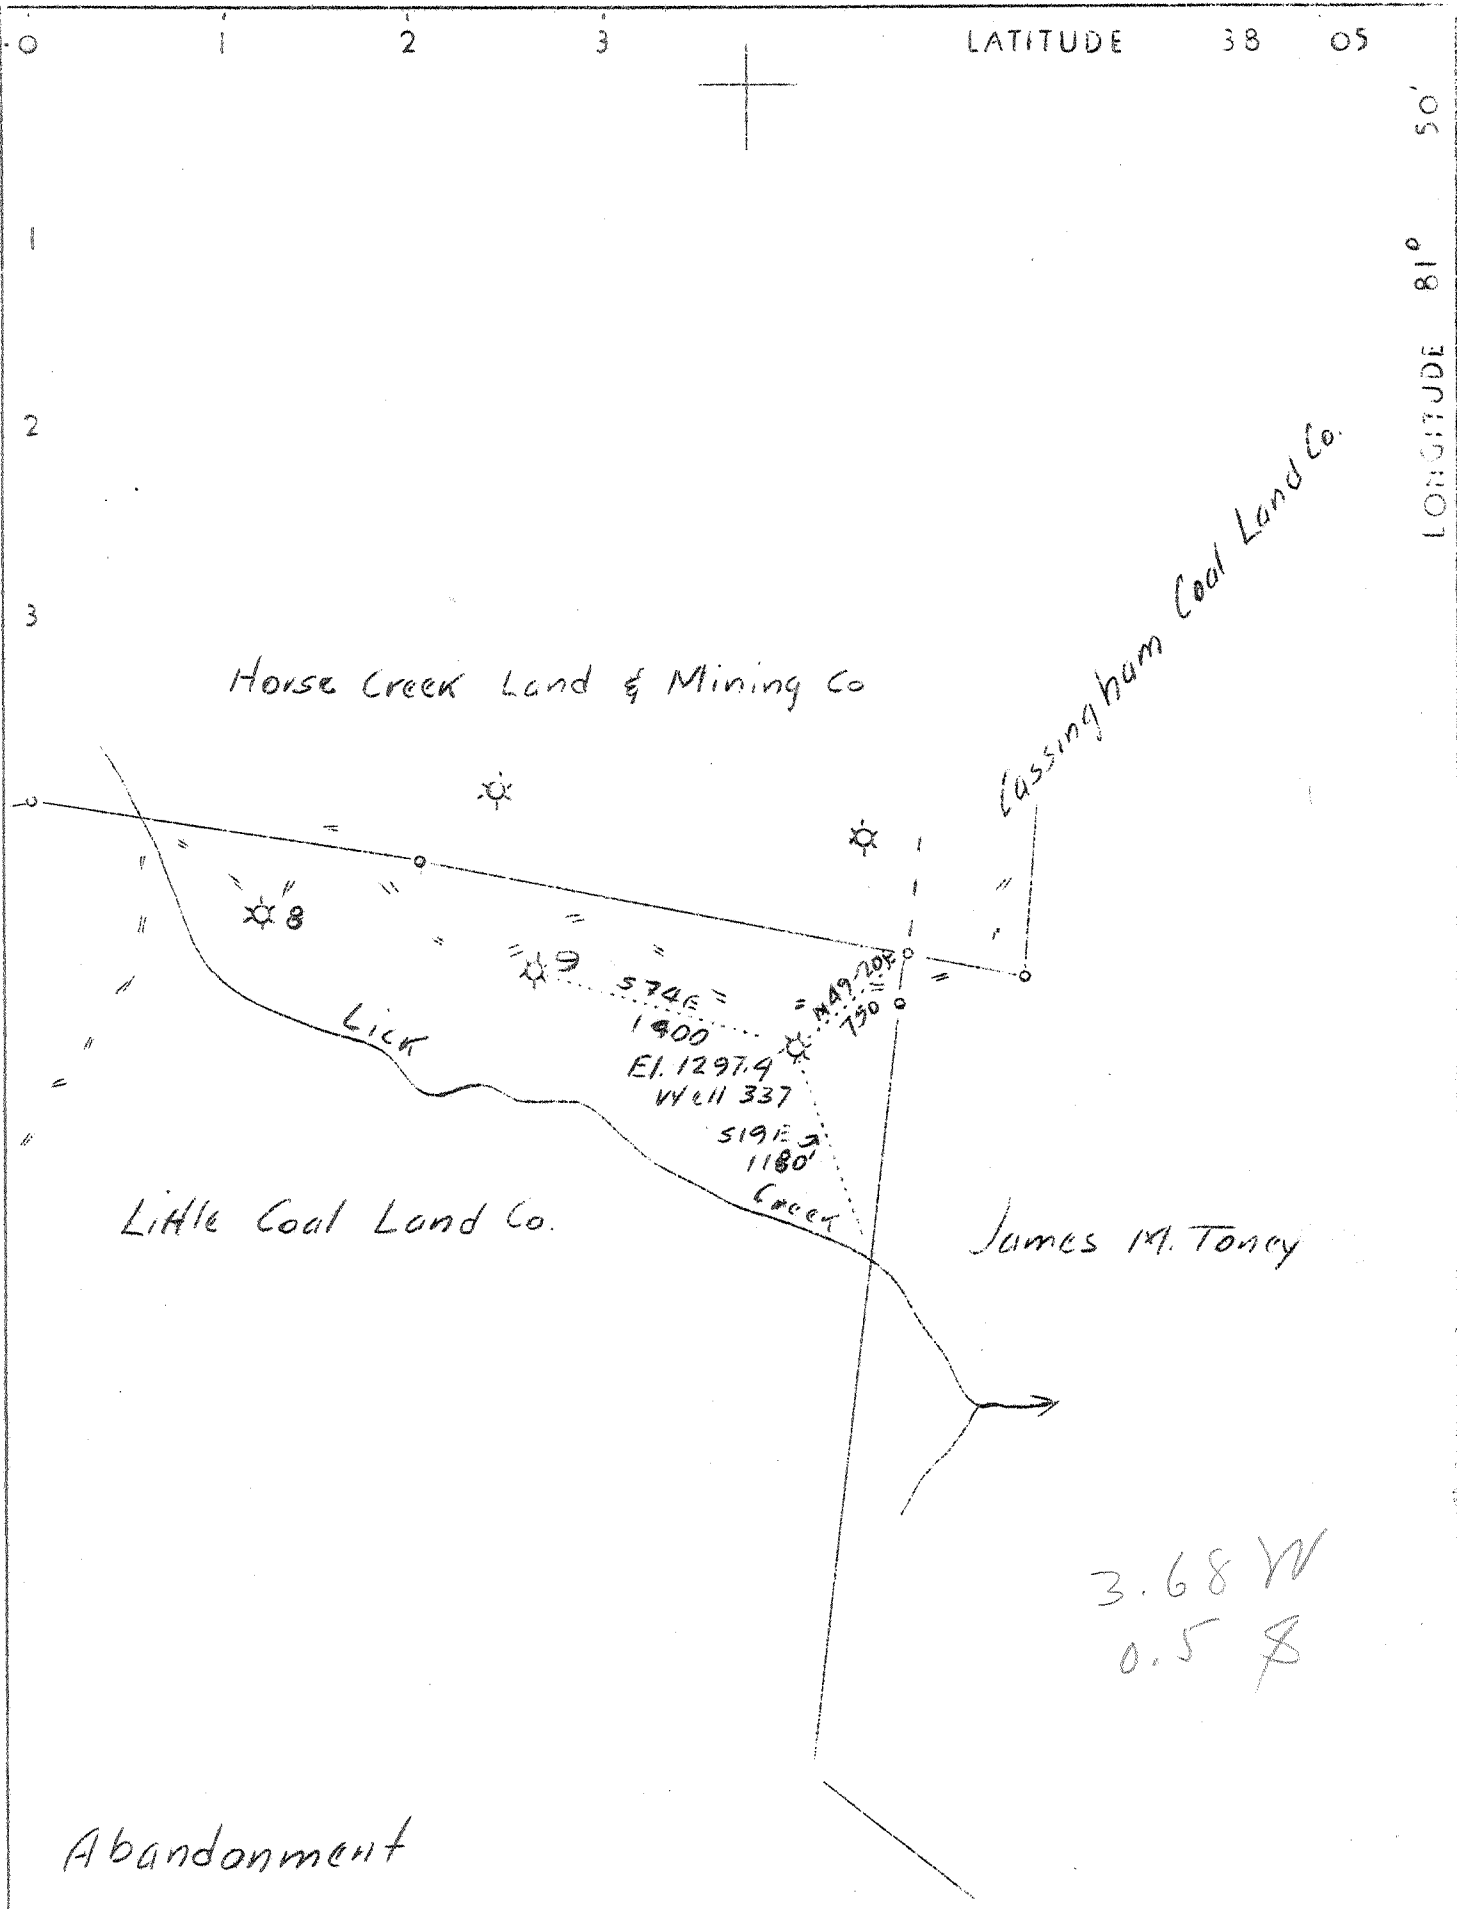 0 1 2 3 LATITUDE 38 05
LONGITUDE 81° 50'
1
2
3
Cassingham Coal Land Co.
Horse Creek Land & Mining Co
8
9
S74E
1400
N49-20E
750
El. 1297.4
Well 337
S19E
1180'
Lick
Creek
Little Coal Land Co.
James M. Toney
3.68 W
0.5 S
Abandonment